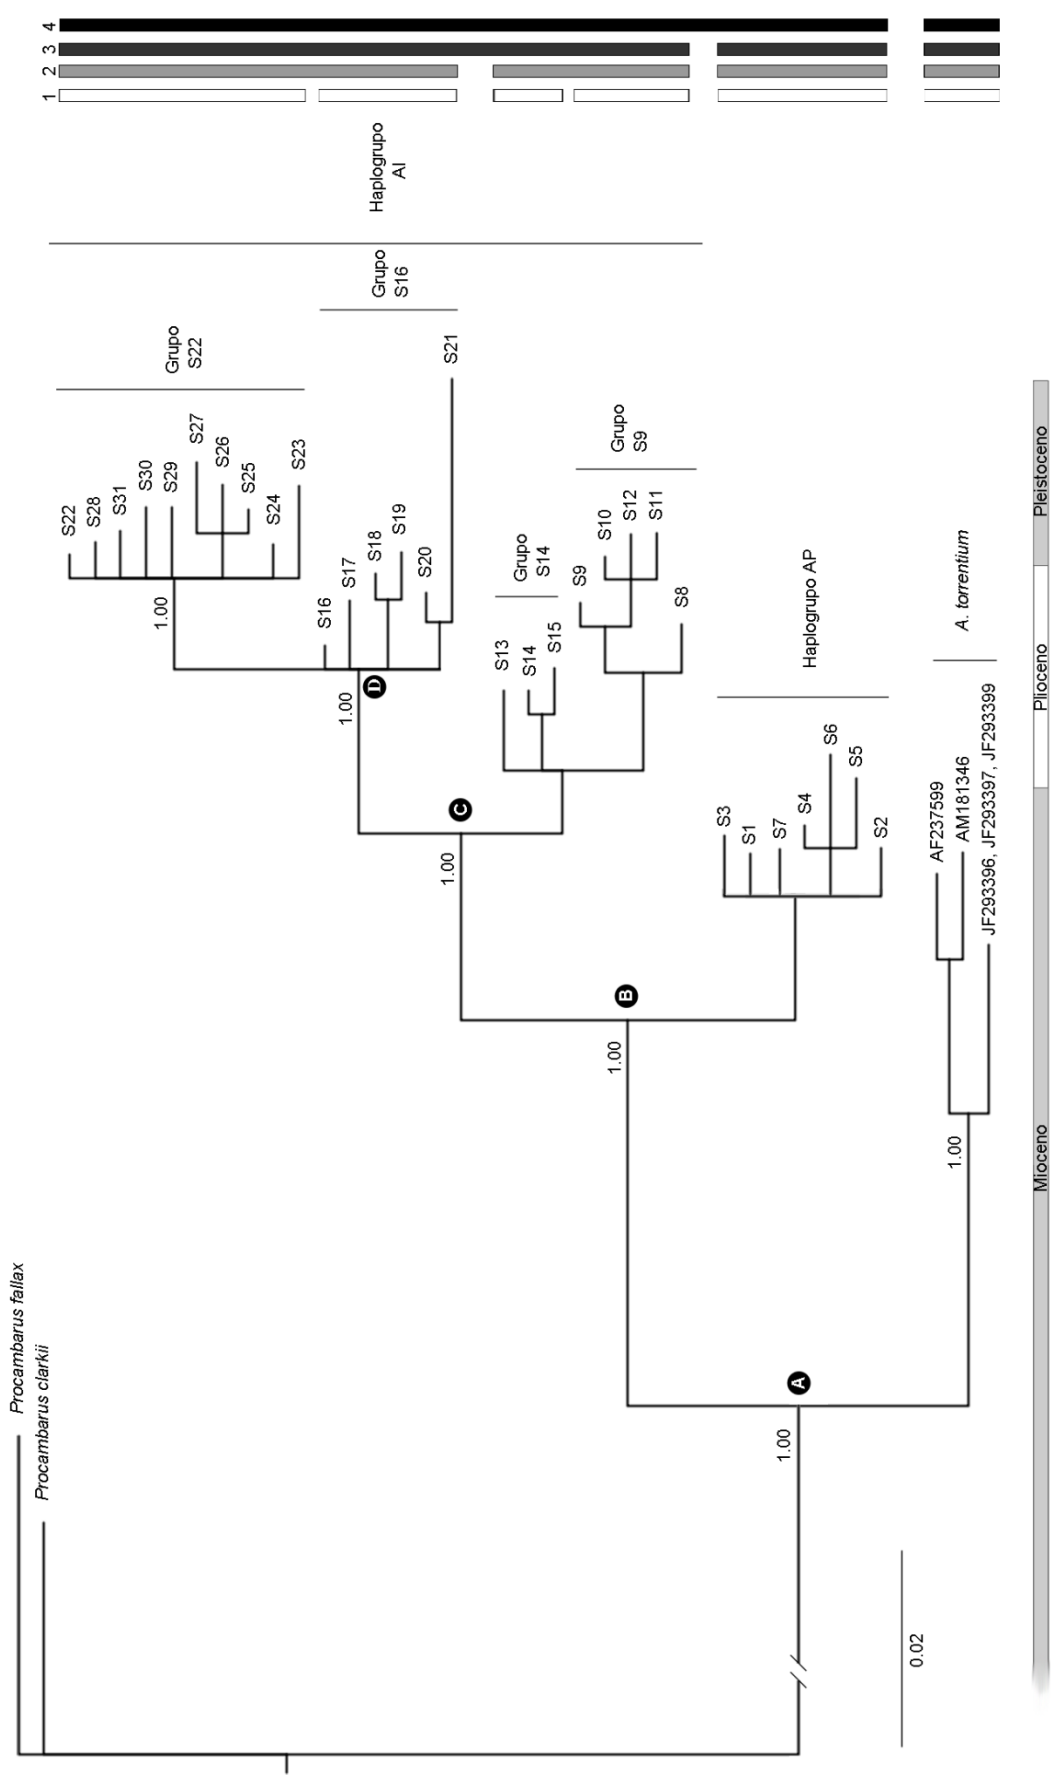 Procambarus fallax
Procambarus clarkii
1.00
A
1.00
B
1.00
C
1.00
D
1.00
S22
S28
S31
S30
S29
S27
S26
S25
S24
S23
Grupo
S22
S16
S17
S18
S19
S20
S21
Grupo
S16
Haplogrupo
AI
S13
S14
S15
Grupo
S14
S9
S10
S12
S11
S8
Grupo
S9
S3
S1
S7
S4
S6
S5
S2
Haplogrupo AP
1.00
AF237599
AM181346
JF293396, JF293397, JF293399
A. torrentium
1
2
3
4
0.02
Mioceno
Plioceno
Pleistoceno